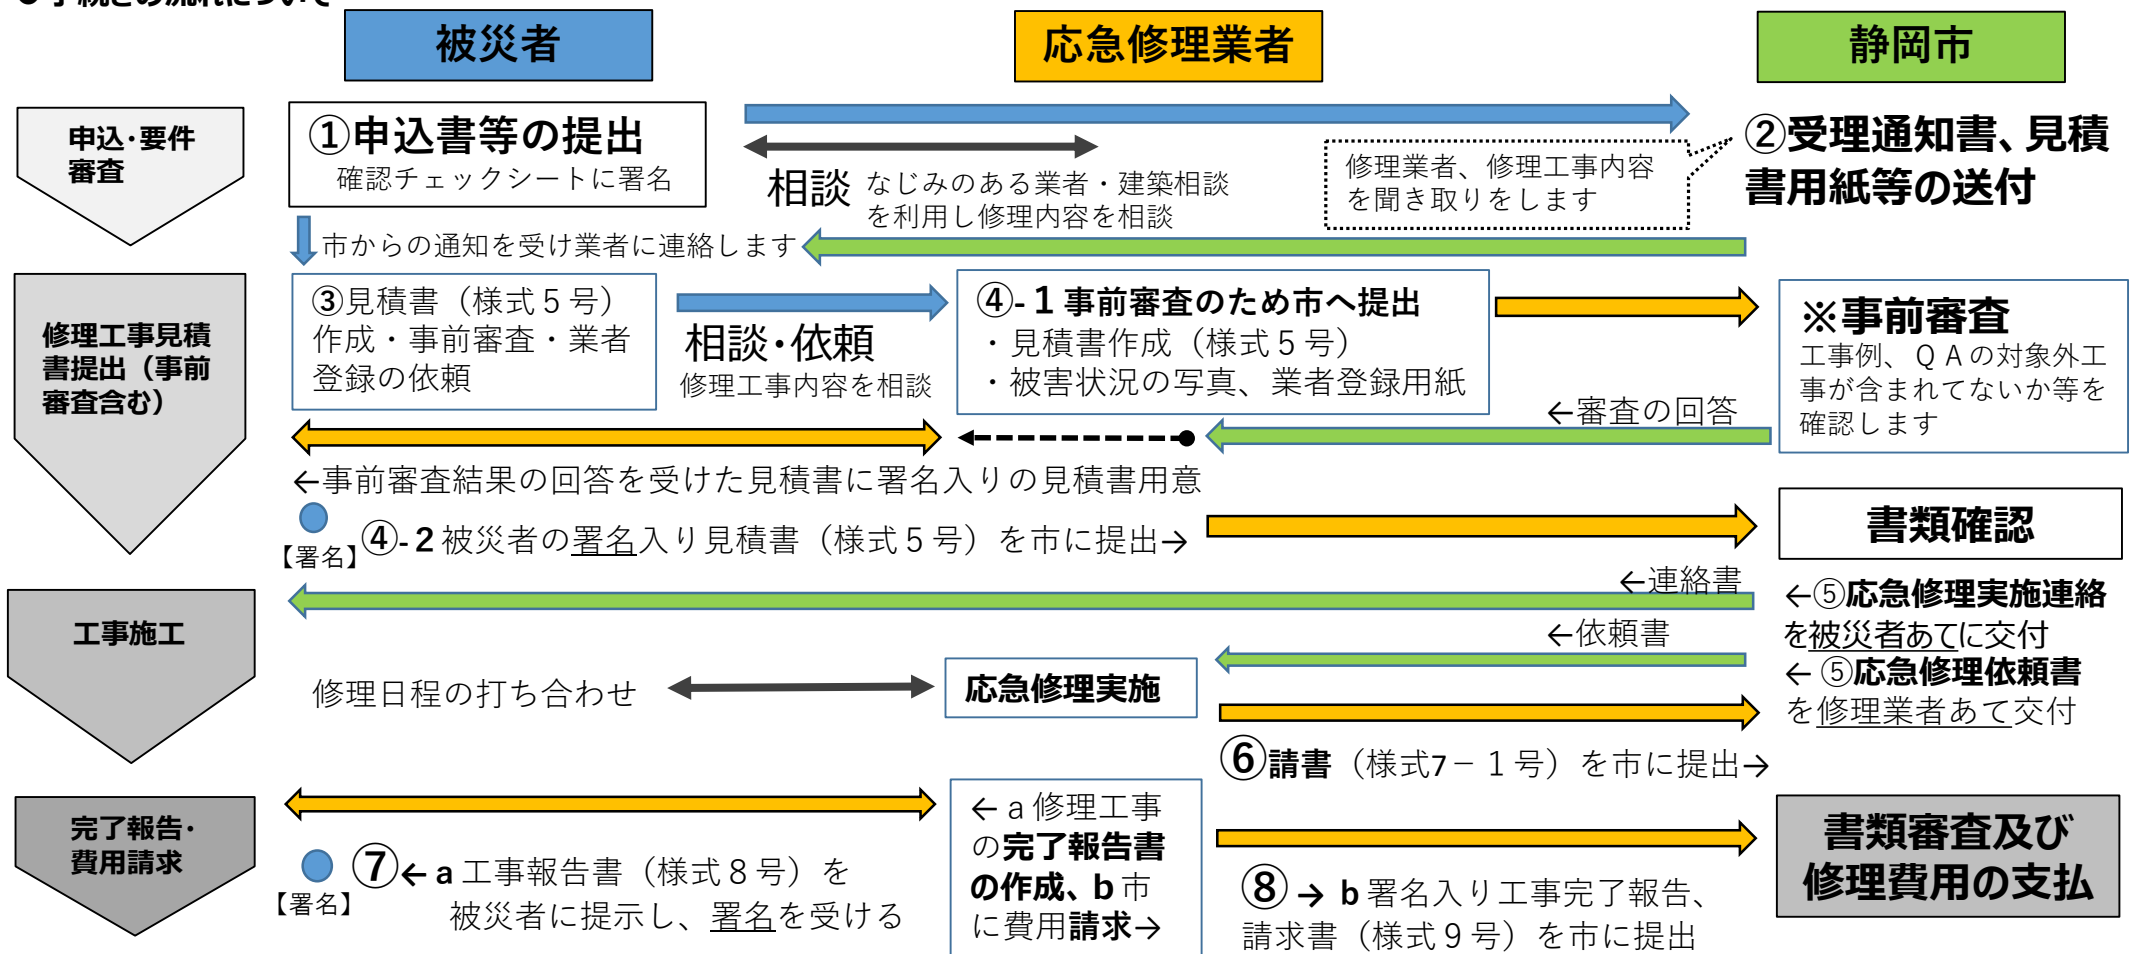 ●手続きの流れについて
被災者
応急修理業者
静岡市
申込・要件
審査
①申込書等の提出
確認チェックシートに署名
相談 なじみのある業者・建築相談
を利用し修理内容を相談
修理業者、修理工事内容
を聞き取りをします
②受理通知書、見積
書用紙等の送付
市からの通知を受け業者に連絡します
修理工事見積
書提出（事前
審査含む）
③見積書（様式５号）
作成・事前審査・業者
登録の依頼
相談・依頼
修理工事内容を相談
④-１事前審査のため市へ提出
・見積書作成（様式５号）
・被害状況の写真、業者登録用紙
※事前審査
工事例、ＱＡの対象外工
事が含まれてないか等を
確認します
←審査の回答
←事前審査結果の回答を受けた見積書に署名入りの見積書用意
【署名】
④-２被災者の署名入り見積書（様式５号）を市に提出→
書類確認
工事施工
←連絡書
←⑤応急修理実施連絡
を被災者あてに交付
←依頼書
←⑤応急修理依頼書
を修理業者あて交付
修理日程の打ち合わせ
応急修理実施
⑥請書（様式7－１号）を市に提出→
完了報告・
費用請求
【署名】
⑦←a 工事報告書（様式８号）を
被災者に提示し、署名を受ける
←ａ修理工事
の完了報告書
の作成、ｂ市
に費用請求→
⑧→ b 署名入り工事完了報告、
請求書（様式９号）を市に提出
書類審査及び
修理費用の支払